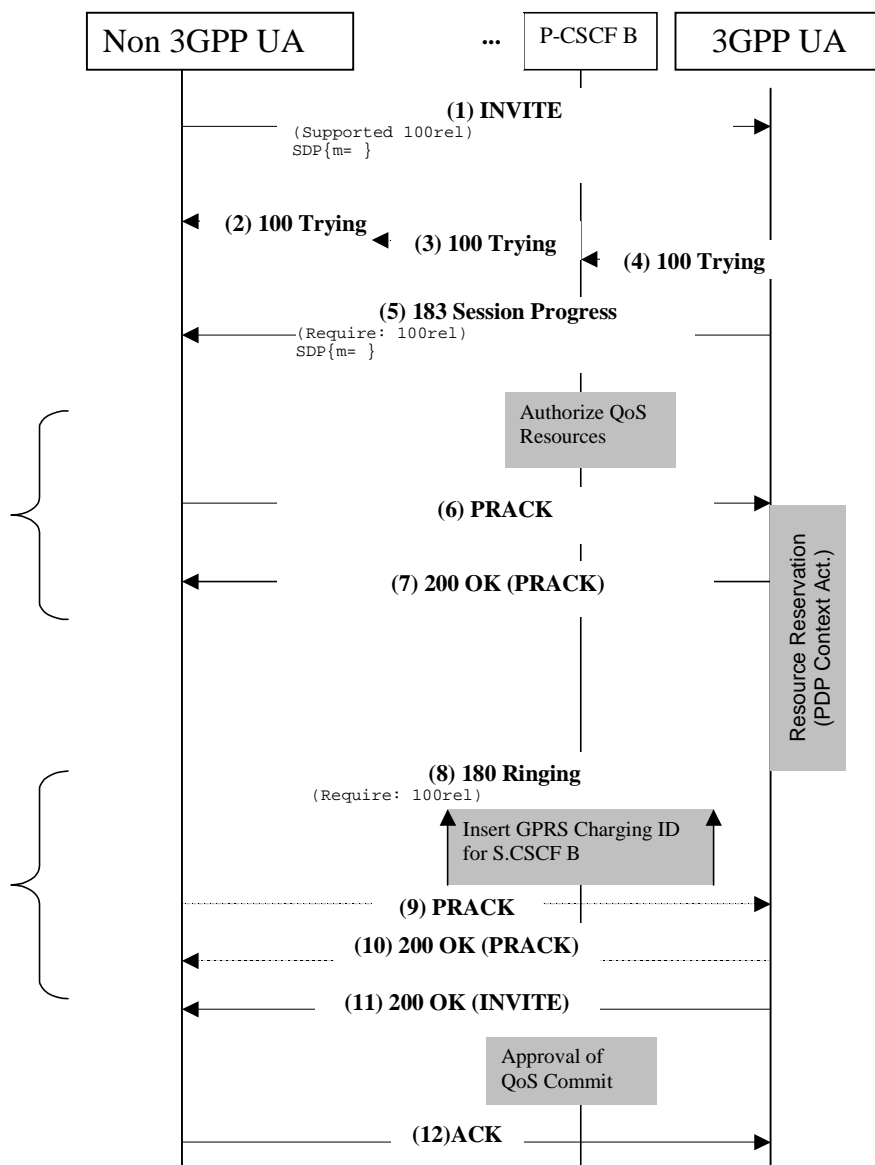 Non 3GPP UA
...
P-CSCF B
3GPP UA
(1) INVITE
(Supported 100rel)
SDP{m= }
(2) 100 Trying
(3) 100 Trying
(4) 100 Trying
(5) 183 Session Progress
(Require: 100rel)
SDP{m= }
Authorize QoS
Resources
(6) PRACK
(7) 200 OK (PRACK)
Resource Reservation
(PDP Context Act.)
(8) 180 Ringing
(Require: 100rel)
Insert GPRS Charging ID
for S.CSCF B
(9) PRACK
(10) 200 OK (PRACK)
(11) 200 OK (INVITE)
Approval of
QoS Commit
(12)ACK